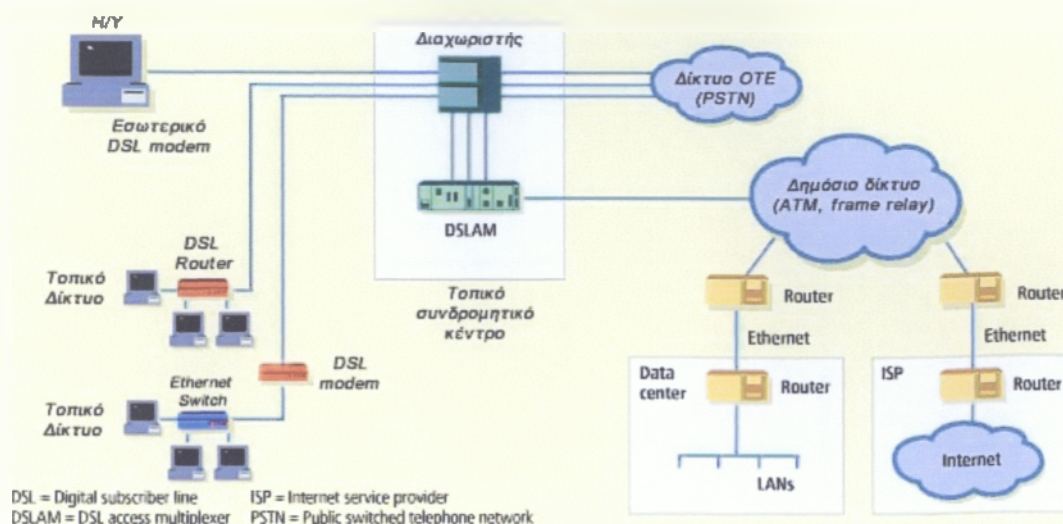 Η/Υ
Εσωτερικό
DSL modem
Διαχωριστής
DSLAM
Τοπικό
συνδρομητικό
κέντρο
Δίκτυο ΟΤΕ
(PSTN)
Δημόσιο δίκτυο
(ATM, frame relay)
DSL
Router
Τοπικό
Δίκτυο
DSL
modem
Ethernet
Switch
Τοπικό
Δίκτυο
Router
Ethernet
Data
center
Router
LANs
Router
Ethernet
ISP
Router
Internet
DSL = Digital subscriber line
ISP = Internet service provider
DSLAM = DSL access multiplexer
PSTN = Public switched telephone network